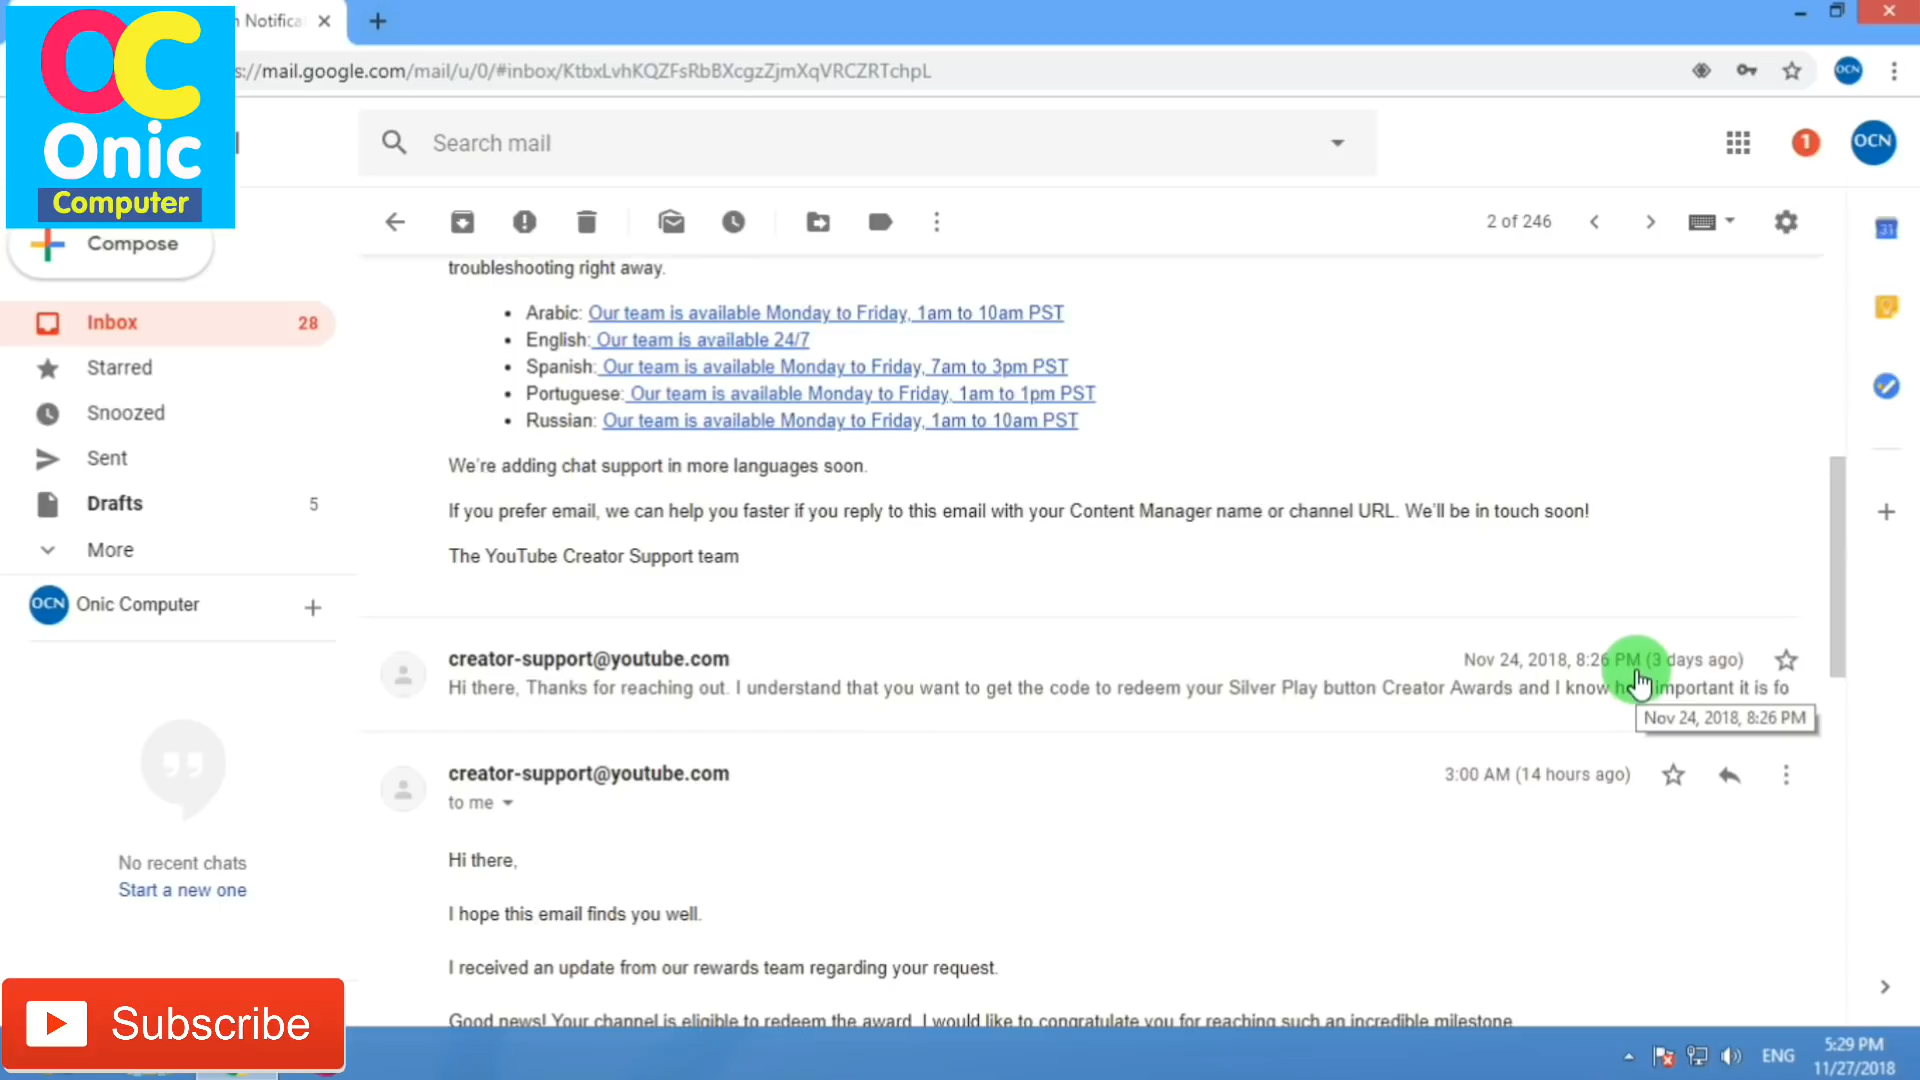 n Notifica
OC
Onic
Computer
s://mail.google.com/mail/u/0/#inbox/KtbxLvhKQZFsRbBXcgzZjmXqVRCZRTchpL
OCN
Search mail
1
OCN
Compose
2 of 246
31
Inbox 28
Starred
Snoozed
Sent
Drafts 5
More
OCN Onic Computer
No recent chats
Start a new one
troubleshooting right away.
• Arabic: Our team is available Monday to Friday, 1am to 10am PST
• English: Our team is available 24/7
• Spanish: Our team is available Monday to Friday, 7am to 3pm PST
• Portuguese: Our team is available Monday to Friday, 1am to 1pm PST
• Russian: Our team is available Monday to Friday, 1am to 10am PST
We're adding chat support in more languages soon.
If you prefer email, we can help you faster if you reply to this email with your Content Manager name or channel URL. We'll be in touch soon!
The YouTube Creator Support team
creator-support@youtube.com Nov 24, 2018, 8:26 PM (3 days ago)
Hi there, Thanks for reaching out. I understand that you want to get the code to redeem your Silver Play button Creator Awards and I know important it is fo
Nov 24, 2018, 8:26 PM
creator-support@youtube.com 3:00 AM (14 hours ago)
to me
Hi there,
I hope this email finds you well.
I received an update from our rewards team regarding your request.
Good news! Your channel is eligible to redeem the award. I would like to congratulate you for reaching such an incredible milestone
Subscribe
ENG
5:29 PM
11/27/2018